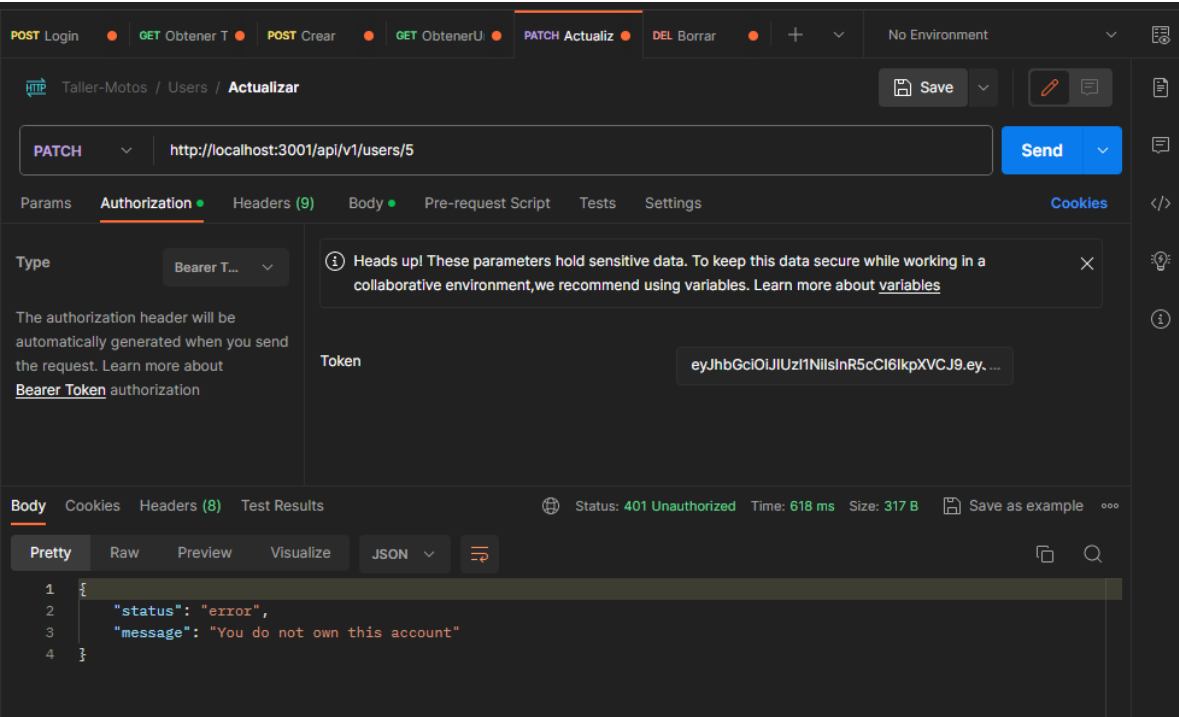 POST Login GET Obtener T POST Crear GET ObtenerU PATCH Actualiz DEL Borrar No Environment
HTTP Taller-Motos / Users / Actualizar Save
PATCH http://localhost:3001/api/v1/users/5 Send
Params Authorization Headers (9) Body Pre-request Script Tests Settings Cookies
Type Bearer T...
The authorization header will be
automatically generated when you send
the request. Learn more about
Bearer Token authorization
Heads up! These parameters hold sensitive data. To keep this data secure while working in a
collaborative environment,we recommend using variables. Learn more about variables
Token eyJhbGciOiJIUzI1NiIsInR5cCI6IkpXVCJ9.eyJ ...
Body Cookies Headers (8) Test Results Status: 401 Unauthorized Time: 618 ms Size: 317 B Save as example
Pretty Raw Preview Visualize JSON
1 {
2 "status": "error",
3 "message": "You do not own this account"
4 }